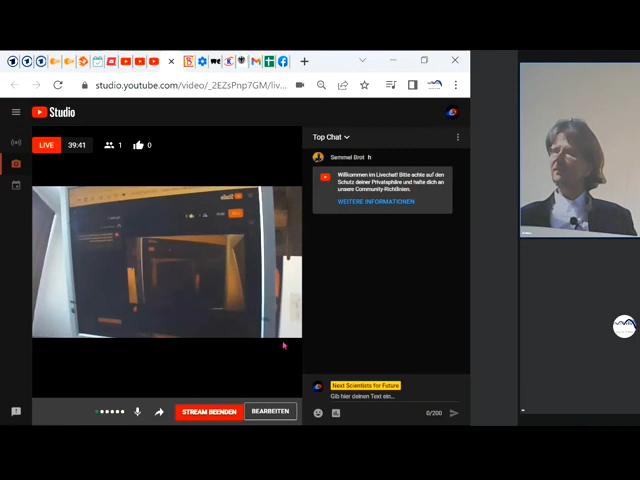 studio.youtube.com/video/_2EZsPnp7GM/liv...
Studio
LIVE
39:41
1
0
Top Chat
Semmel Brot h
Willkommen im Livechat! Bitte achte auf den
Schutz deiner Privatsphäre und halte dich an
unsere Community-Richtlinien.
WEITERE INFORMATIONEN
Next Scientists for Future
Gib hier deinen Text ein...
STREAM BEENDEN
BEARBEITEN
0/200